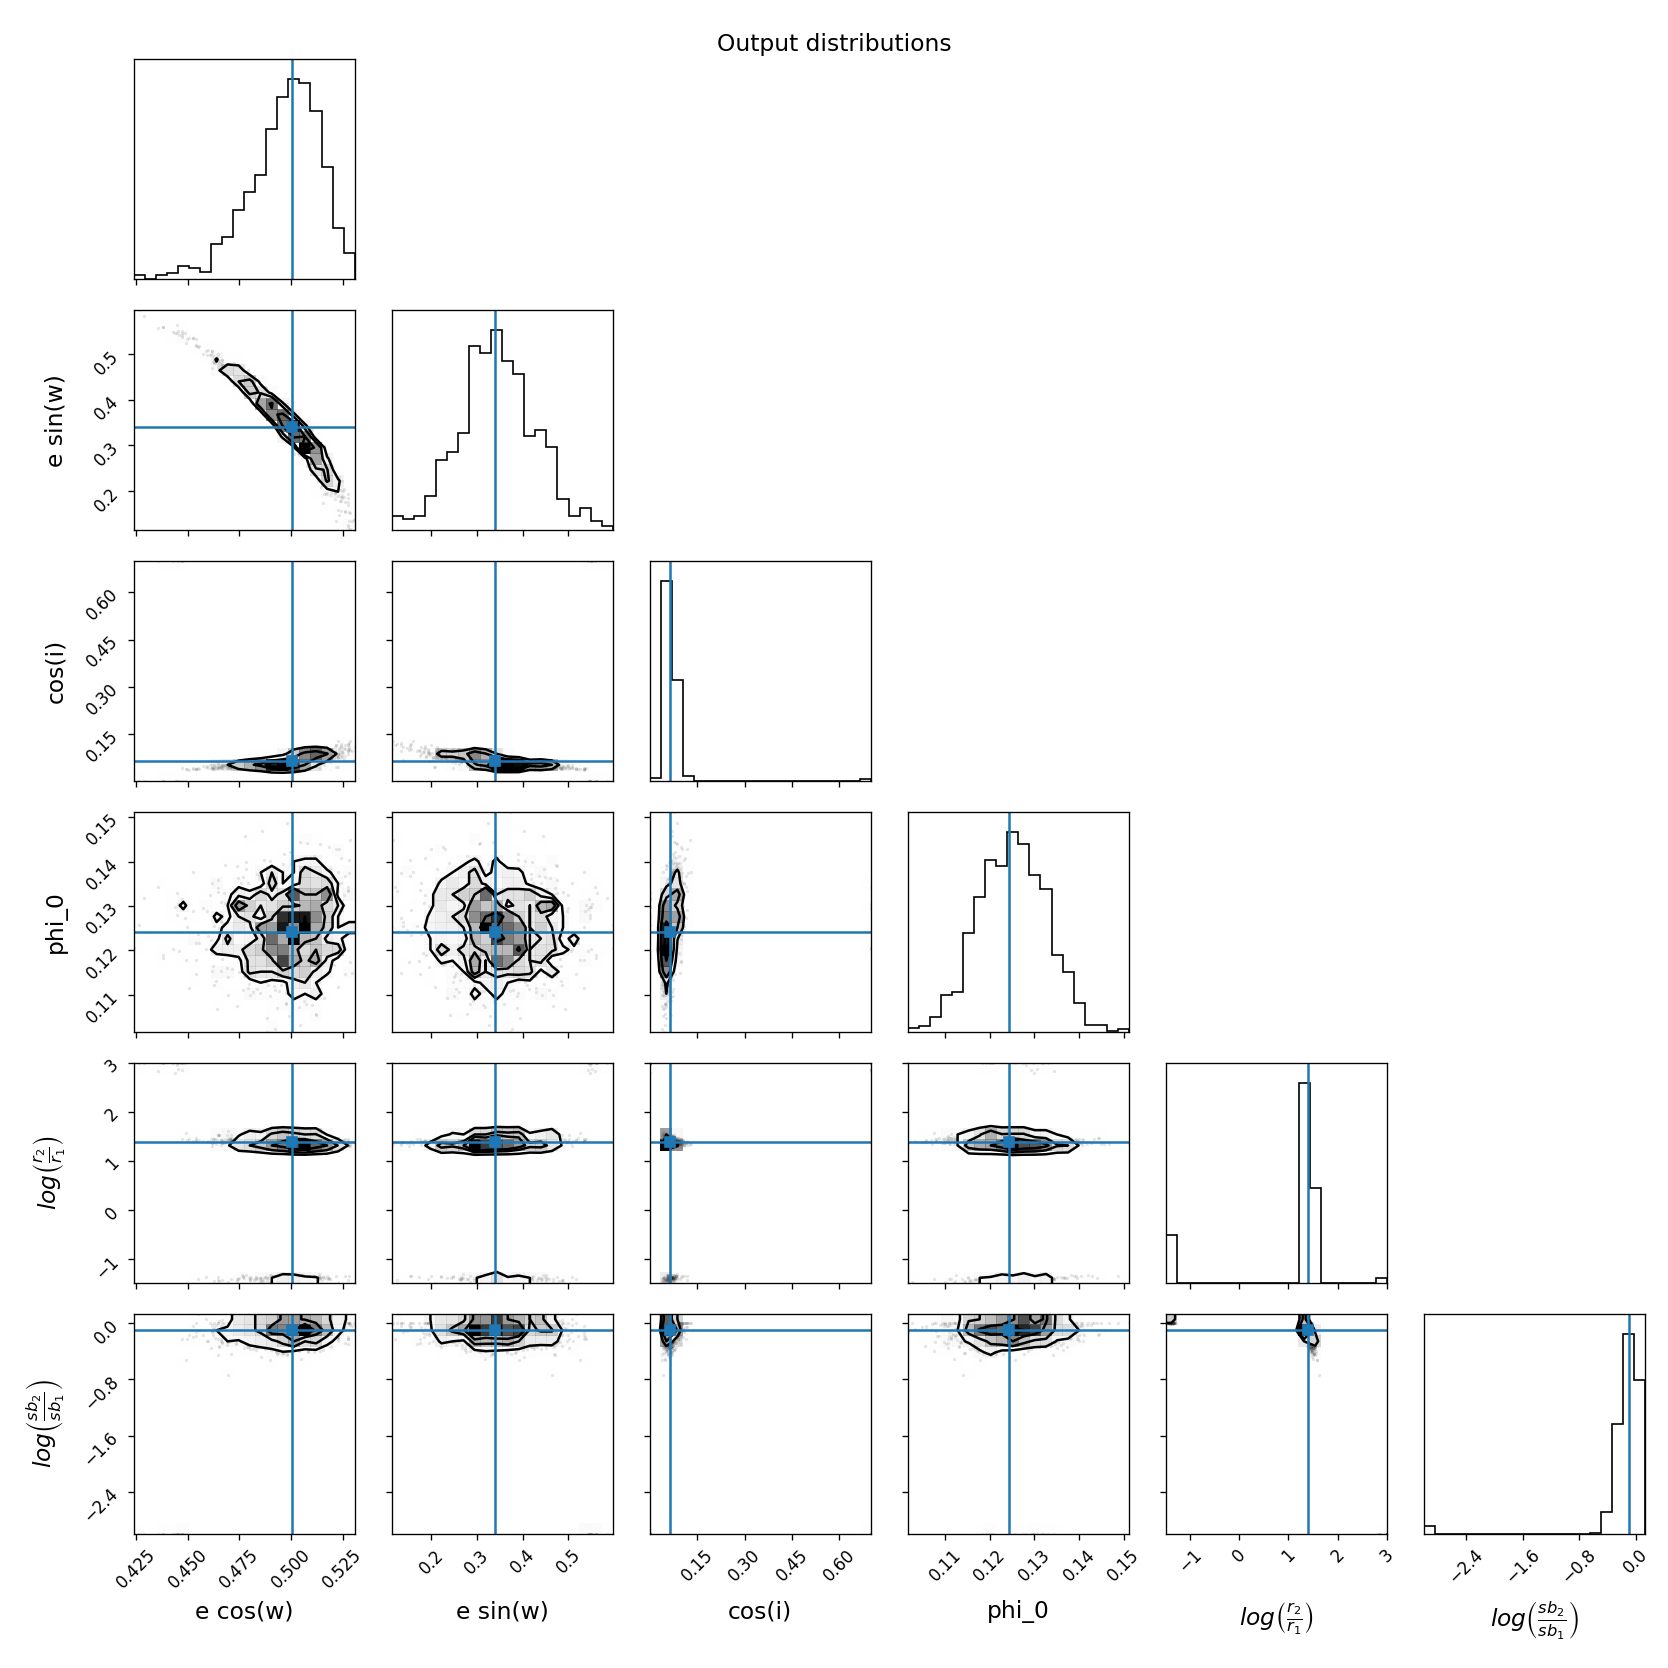 Output distributions
0.5
0.4
0.3
0.2
e sin(w)
0.60
0.45
0.30
0.15
cos(i)
0.15
0.14
0.13
0.12
0.11
phi_0
3
2
1
0
−1
log(r2/r1)
0.0
−0.8
−1.6
−2.4
log(sb2/sb1)
0.425 0.450 0.475 0.500 0.525 0.2 0.3 0.4 0.5 0.15 0.30 0.45 0.60 0.11 0.12 0.13 0.14 0.15 −1 0 1 2 3 −2.4 −1.6 −0.8 0.0
e cos(w) e sin(w) cos(i) phi_0 log(r2/r1) log(sb2/sb1)